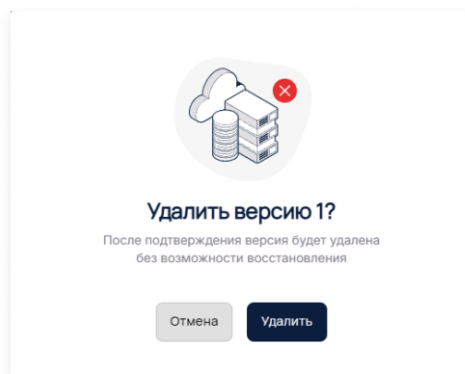 Удалить версию 1?
После подтверждения версия будет удалена
без возможности восстановления
Отмена
Удалить